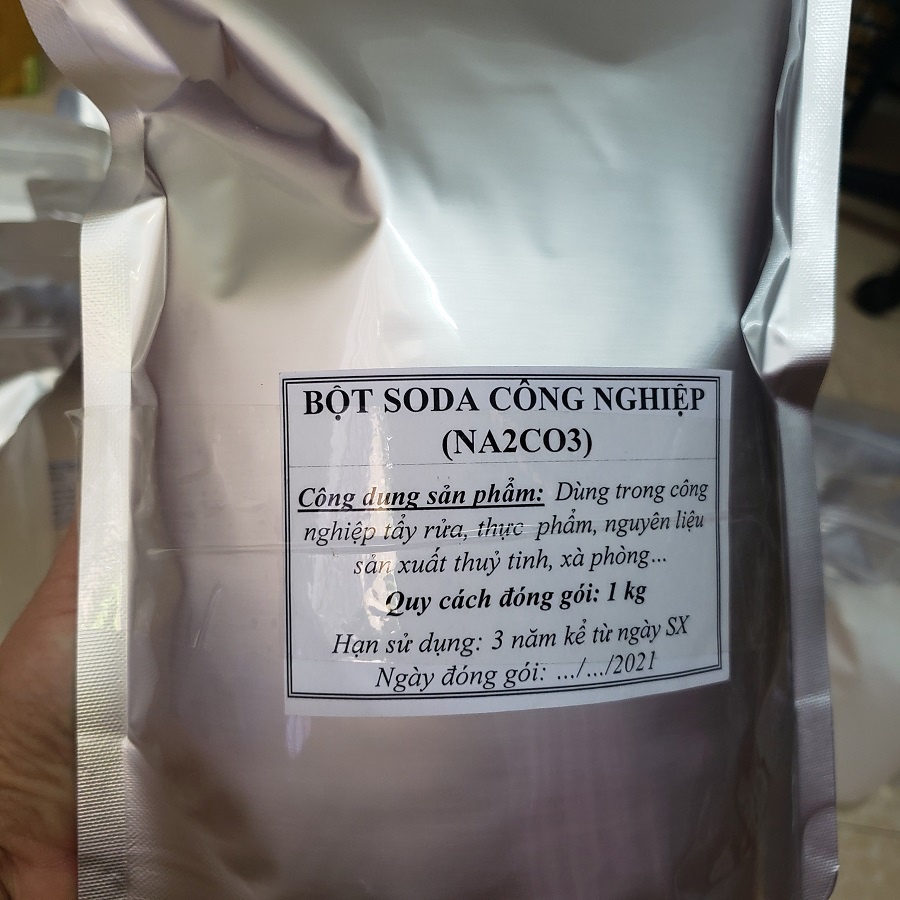 BỘT SODA CÔNG NGHIỆP
(NA2CO3)
Công dụng sản phẩm: Dùng trong công
nghiệp tẩy rửa, thực phẩm, nguyên liệu
sản xuất thuỷ tinh, xà phòng...
Quy cách đóng gói: 1 kg
Hạn sử dụng: 3 năm kể từ ngày SX
Ngày đóng gói: .../.../2021